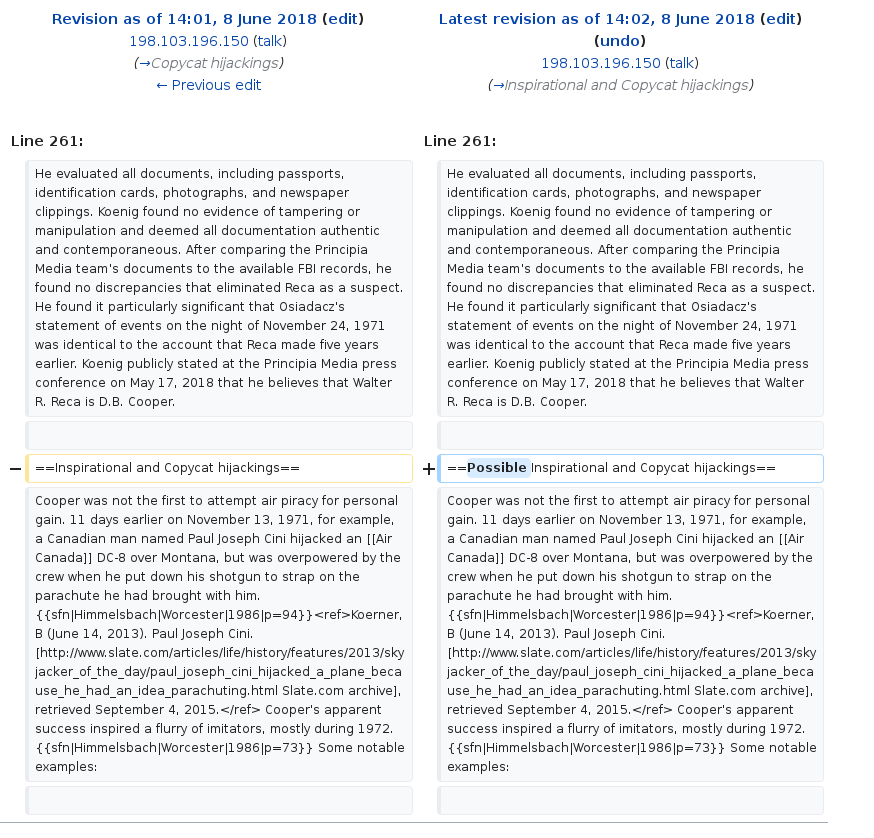 Revision as of 14:01, 8 June 2018 (edit)
198.103.196.150 (talk)
(→Copycat hijackings)
← Previous edit
Latest revision as of 14:02, 8 June 2018 (edit)
(undo)
198.103.196.150 (talk)
(→Inspirational and Copycat hijackings)
Line 261:
He evaluated all documents, including passports,
identification cards, photographs, and newspaper
clippings. Koenig found no evidence of tampering or
manipulation and deemed all documentation authentic
and contemporaneous. After comparing the Principia
Media team's documents to the available FBI records, he
found no discrepancies that eliminated Reca as a suspect.
He found it particularly significant that Osiadacz's
statement of events on the night of November 24, 1971
was identical to the account that Reca made five years
earlier. Koenig publicly stated at the Principia Media press
conference on May 17, 2018 that he believes that Walter
R. Reca is D.B. Cooper.
− ==Inspirational and Copycat hijackings==
Cooper was not the first to attempt air piracy for personal
gain. 11 days earlier on November 13, 1971, for example,
a Canadian man named Paul Joseph Cini hijacked an [[Air
Canada]] DC-8 over Montana, but was overpowered by the
crew when he put down his shotgun to strap on the
parachute he had brought with him.
{{sfn|Himmelsbach|Worcester|1986|p=94}}<ref>Koerner,
B (June 14, 2013). Paul Joseph Cini.
[http://www.slate.com/articles/life/history/features/2013/sky
jacker_of_the_day/paul_joseph_cini_hijacked_a_plane_beca
use_he_had_an_idea_parachuting.html Slate.com archive],
retrieved September 4, 2015.</ref> Cooper's apparent
success inspired a flurry of imitators, mostly during 1972.
{{sfn|Himmelsbach|Worcester|1986|p=73}} Some notable
examples:
Line 261:
He evaluated all documents, including passports,
identification cards, photographs, and newspaper
clippings. Koenig found no evidence of tampering or
manipulation and deemed all documentation authentic
and contemporaneous. After comparing the Principia
Media team's documents to the available FBI records, he
found no discrepancies that eliminated Reca as a suspect.
He found it particularly significant that Osiadacz's
statement of events on the night of November 24, 1971
was identical to the account that Reca made five years
earlier. Koenig publicly stated at the Principia Media press
conference on May 17, 2018 that he believes that Walter
R. Reca is D.B. Cooper.
+ ==Possible Inspirational and Copycat hijackings==
Cooper was not the first to attempt air piracy for personal
gain. 11 days earlier on November 13, 1971, for example,
a Canadian man named Paul Joseph Cini hijacked an [[Air
Canada]] DC-8 over Montana, but was overpowered by the
crew when he put down his shotgun to strap on the
parachute he had brought with him.
{{sfn|Himmelsbach|Worcester|1986|p=94}}<ref>Koerner,
B (June 14, 2013). Paul Joseph Cini.
[http://www.slate.com/articles/life/history/features/2013/sky
jacker_of_the_day/paul_joseph_cini_hijacked_a_plane_beca
use_he_had_an_idea_parachuting.html Slate.com archive],
retrieved September 4, 2015.</ref> Cooper's apparent
success inspired a flurry of imitators, mostly during 1972.
{{sfn|Himmelsbach|Worcester|1986|p=73}} Some notable
examples: